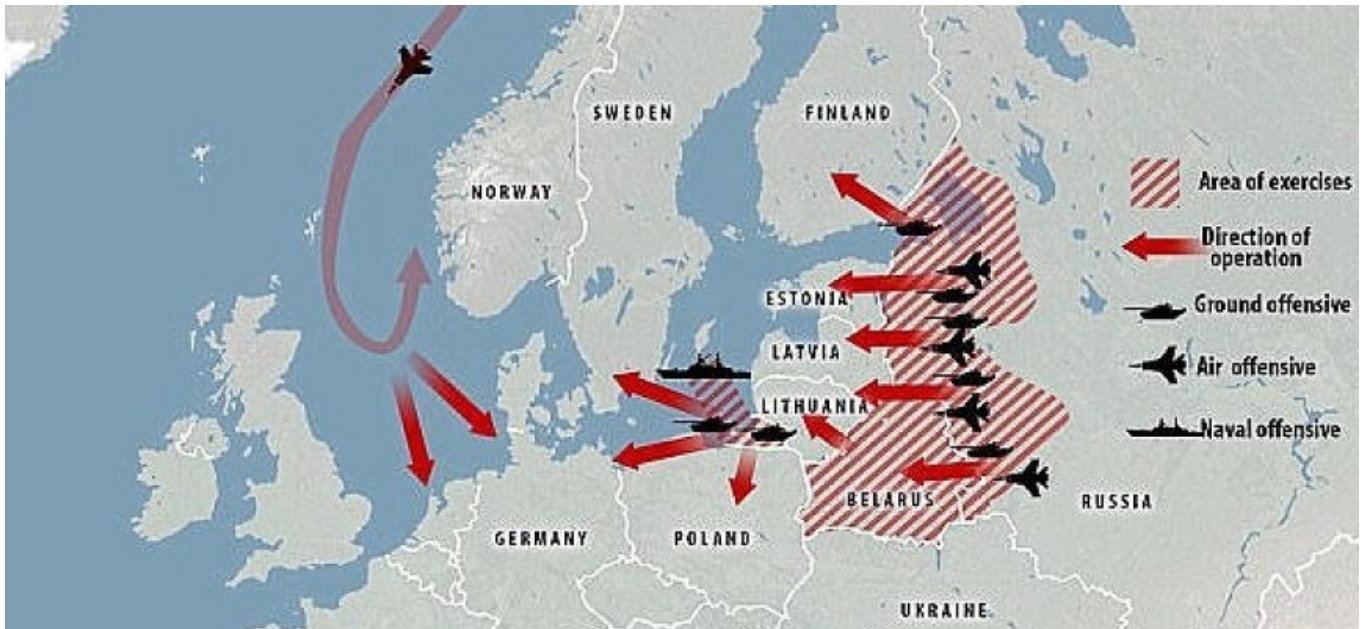 SWEDEN
FINLAND
NORWAY
Area of exercises
Direction of
operation
ESTONIA
Ground offensive
LATVIA
Air offensive
LITHUANIA
Naval offensive
BELARUS
RUSSIA
GERMANY
POLAND
UKRAINE